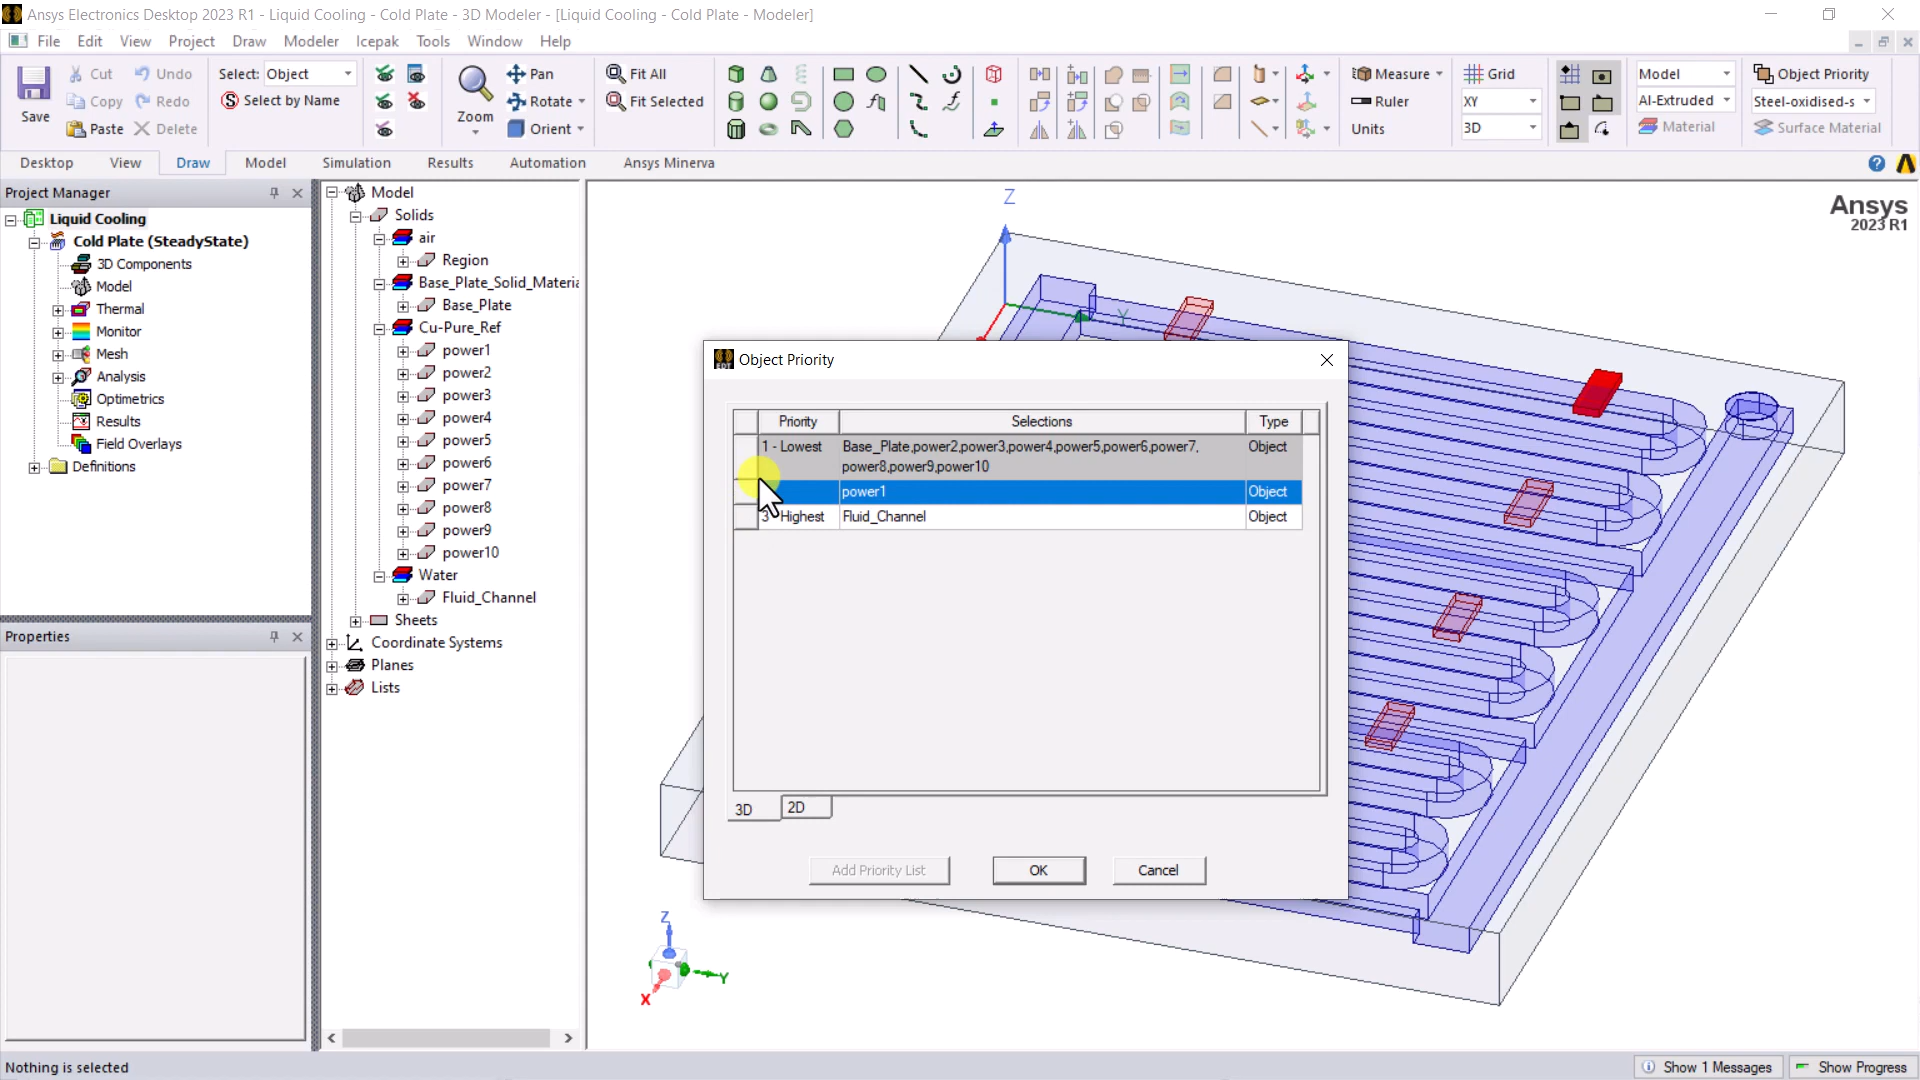 Ansys Electronics Desktop 2023 R1 - Liquid Cooling - Cold Plate - 3D Modeler - [Liquid Cooling - Cold Plate - Modeler]
File Edit View Project Draw Modeler Icepak Tools Window Help
Save
Cut
Copy
Paste
Undo
Redo
Delete
Select: Object
Select by Name
Zoom
Pan
Rotate
Orient
Fit All
Fit Selected
Measure
Ruler
Units
Grid
XY
3D
Model
Al-Extruded
Material
Object Priority
Steel-oxidised-s
Surface Material
Desktop View Draw Model Simulation Results Automation Ansys Minerva
Project Manager
Liquid Cooling
Cold Plate (SteadyState)
3D Components
Model
Thermal
Monitor
Mesh
Analysis
Optimetrics
Results
Field Overlays
Definitions
Properties
Model
Solids
air
Region
Base_Plate_Solid_Materia
Base_Plate
Cu-Pure_Ref
power1
power2
power3
power4
power5
power6
power7
power8
power9
power10
Water
Fluid_Channel
Sheets
Coordinate Systems
Planes
Lists
Z
Y
Ansys
2023 R1
EDT
Object Priority
Priority Selections Type
1 - Lowest Base_Plate,power2,power3,power4,power5,power6,power7, Object
power8,power9,power10
power1 Object
3 - Highest Fluid_Channel Object
3D 2D
Add Priority List OK Cancel
Z
Y
X
Nothing is selected
Show 1 Messages Show Progress